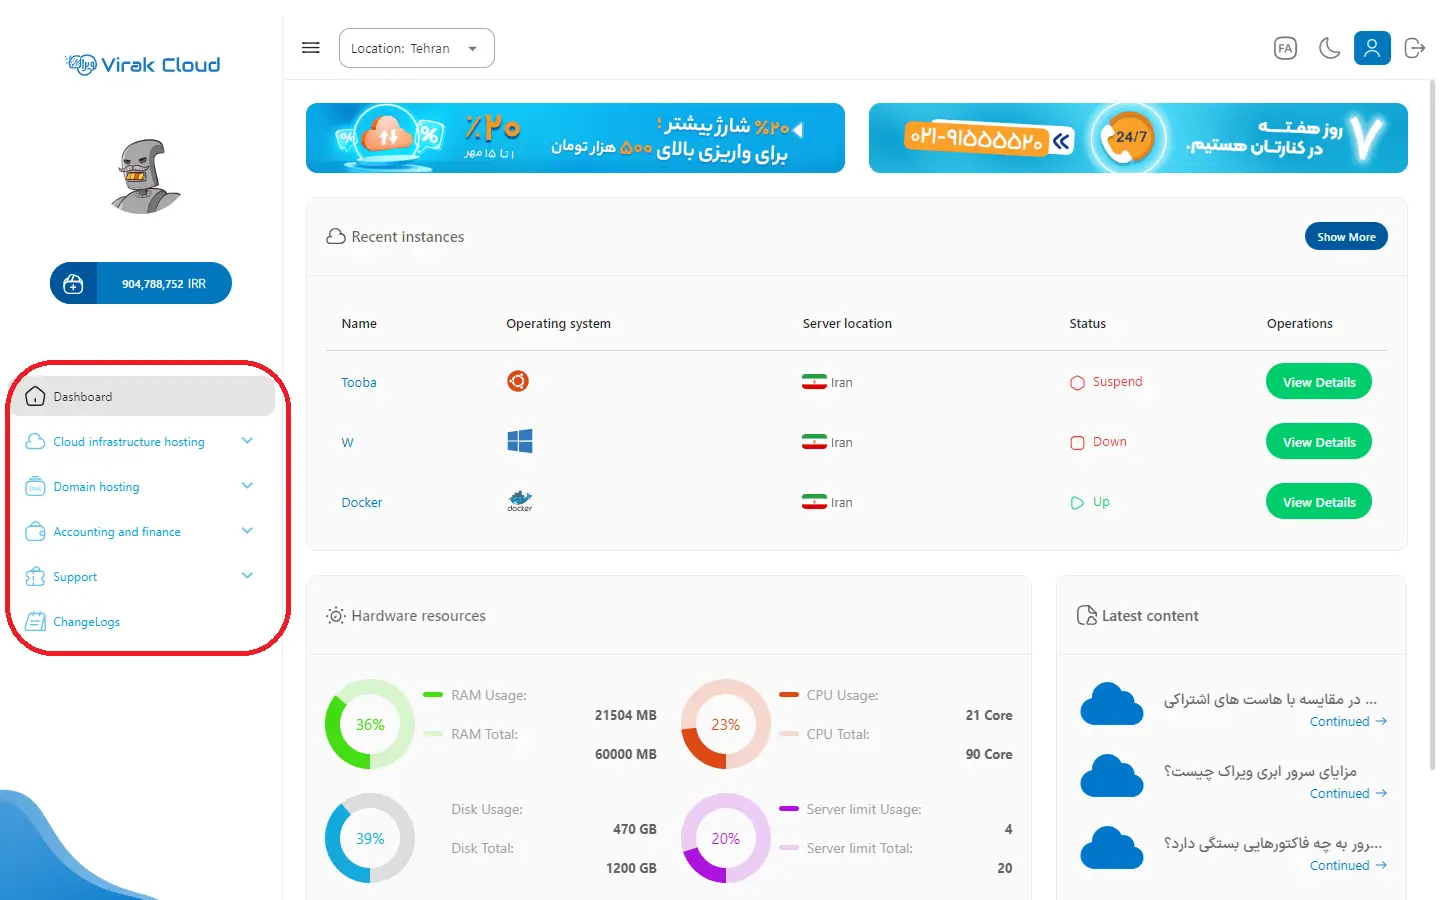 Virak Cloud
904,788,752 IRR
Dashboard
Cloud infrastructure hosting
Domain hosting
Accounting and finance
Support
ChangeLogs
Location: Tehran
FA
۲۰% شارژ بیشتر؛
برای واریزی بالای ۵۰۰ هزار تومان
٪۲۰
۱ تا ۱۵ مهر
۷ روز هفتــه
در کنارتـان هستیم.
24/7
۰۲۱-۹۱۵۵۵۵۲۰
Recent instances
Show More
Name Operating system Server location Status Operations
Tooba Iran Suspend View Details
W Iran Down View Details
Docker docker Iran Up View Details
Hardware resources
36%
RAM Usage:
21504 MB
RAM Total:
60000 MB
23%
CPU Usage:
21 Core
CPU Total:
90 Core
39%
Disk Usage:
470 GB
Disk Total:
1200 GB
20%
Server limit Usage:
4
Server limit Total:
20
Latest content
در مقایسه با هاست های اشتراکی ...
Continued →
مزایای سرور ابری ویراک چیست؟
Continued →
...رور به چه فاکتورهایی بستگی دارد؟
Continued →